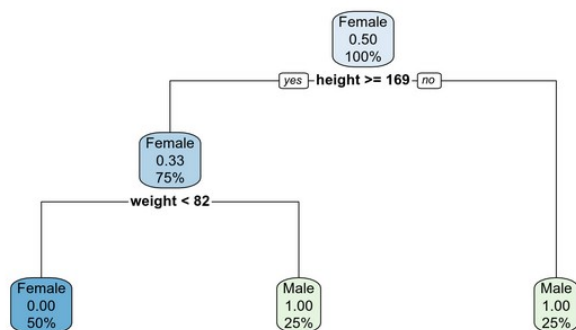 Female
0.50
100%
yes height >= 169 no
Female
0.33
75%
weight < 82
Female
0.00
50%
Male
1.00
25%
Male
1.00
25%